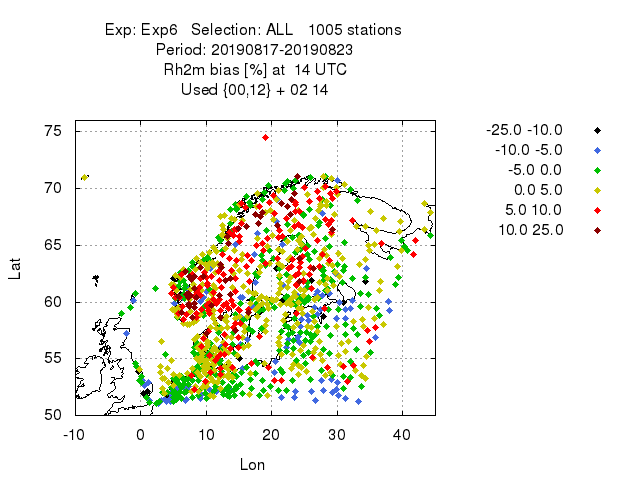 Exp: Exp6 Selection: ALL 1005 stations
Period: 20190817-20190823
Rh2m bias [%] at 14 UTC
Used {00,12} + 02 14
-25.0 -10.0
-10.0 -5.0
-5.0 0.0
0.0 5.0
5.0 10.0
10.0 25.0
75
70
65
60
55
50
Lat
-10 0 10 20 30 40
Lon